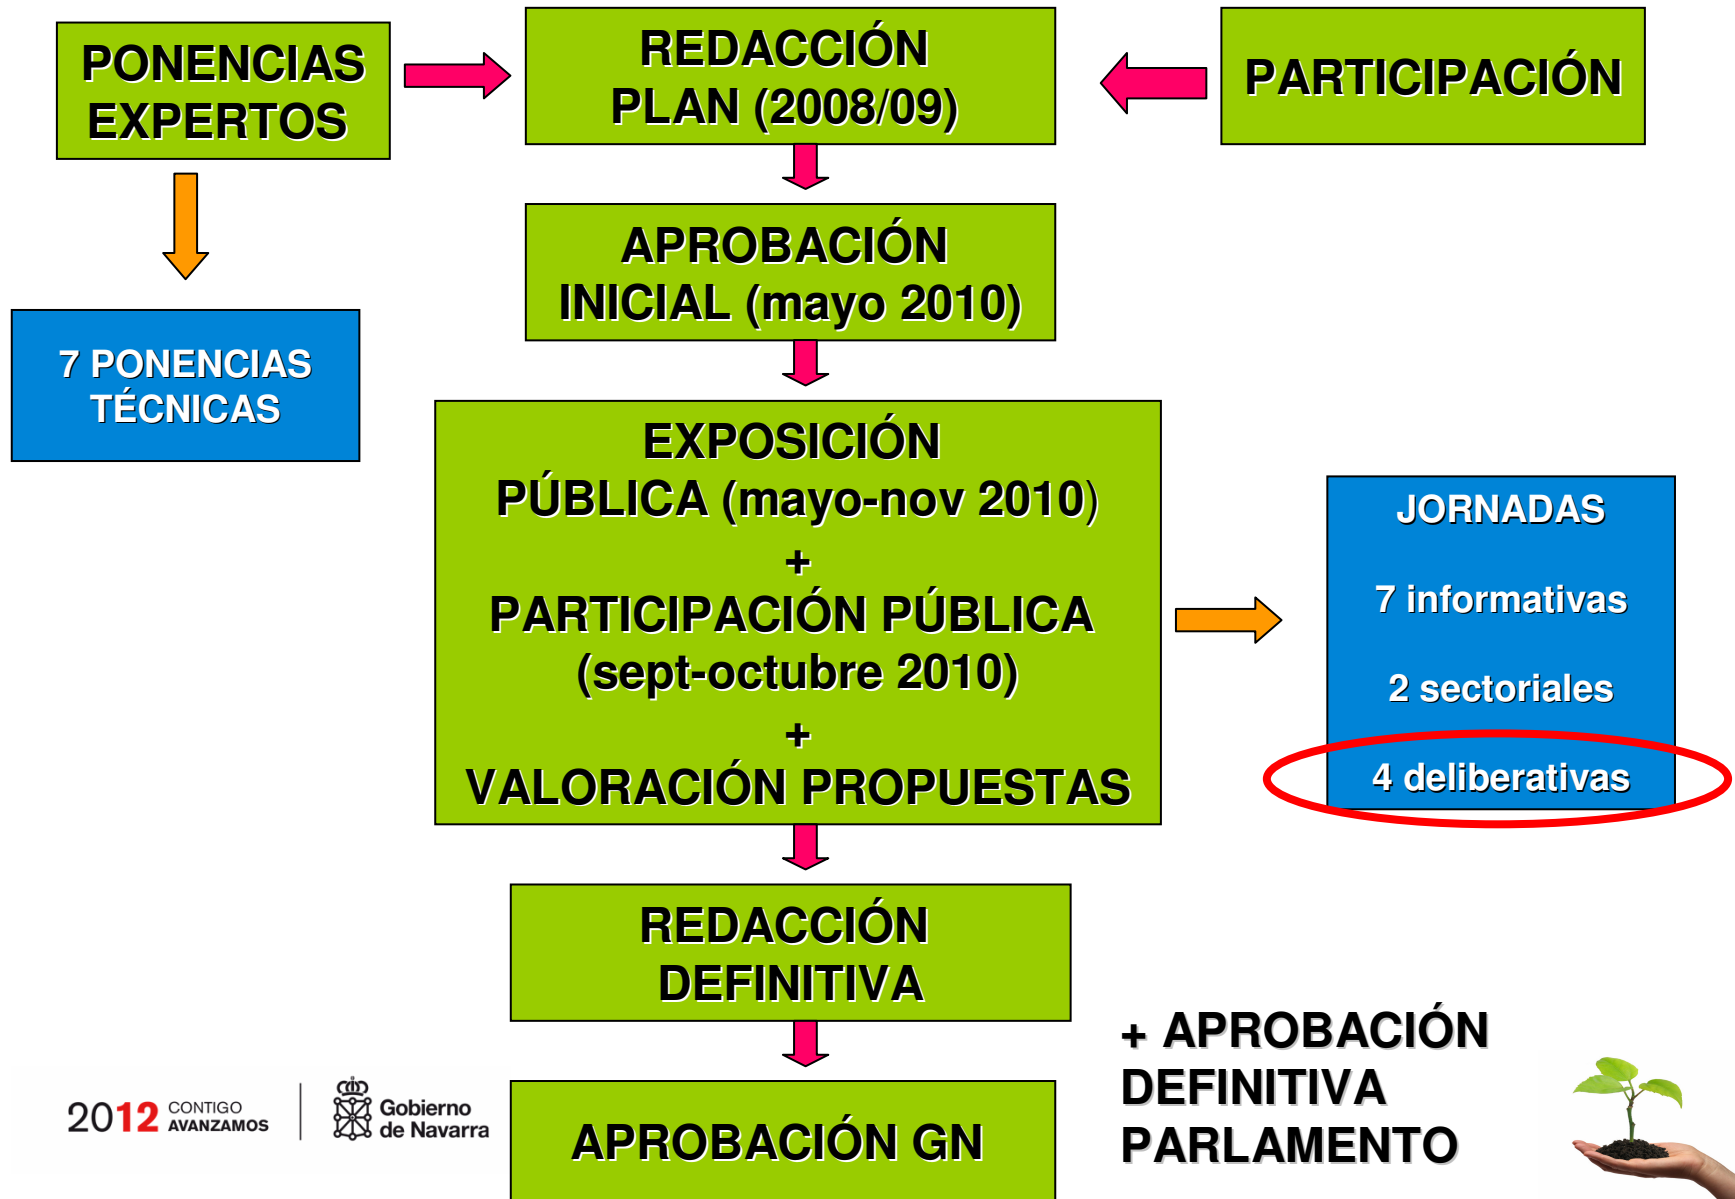 PONENCIAS
EXPERTOS
REDACCIÓN
PLAN (2008/09)
PARTICIPACIÓN
APROBACIÓN
INICIAL (mayo 2010)
7 PONENCIAS
TÉCNICAS
EXPOSICIÓN
PÚBLICA (mayo-nov 2010)
+
PARTICIPACIÓN PÚBLICA
(sept-octubre 2010)
+
VALORACIÓN PROPUESTAS
JORNADAS
7 informativas
2 sectoriales
4 deliberativas
REDACCIÓN
DEFINITIVA
+ APROBACIÓN
DEFINITIVA
PARLAMENTO
APROBACIÓN GN
2012 CONTIGO
AVANZAMOS
Gobierno
de Navarra